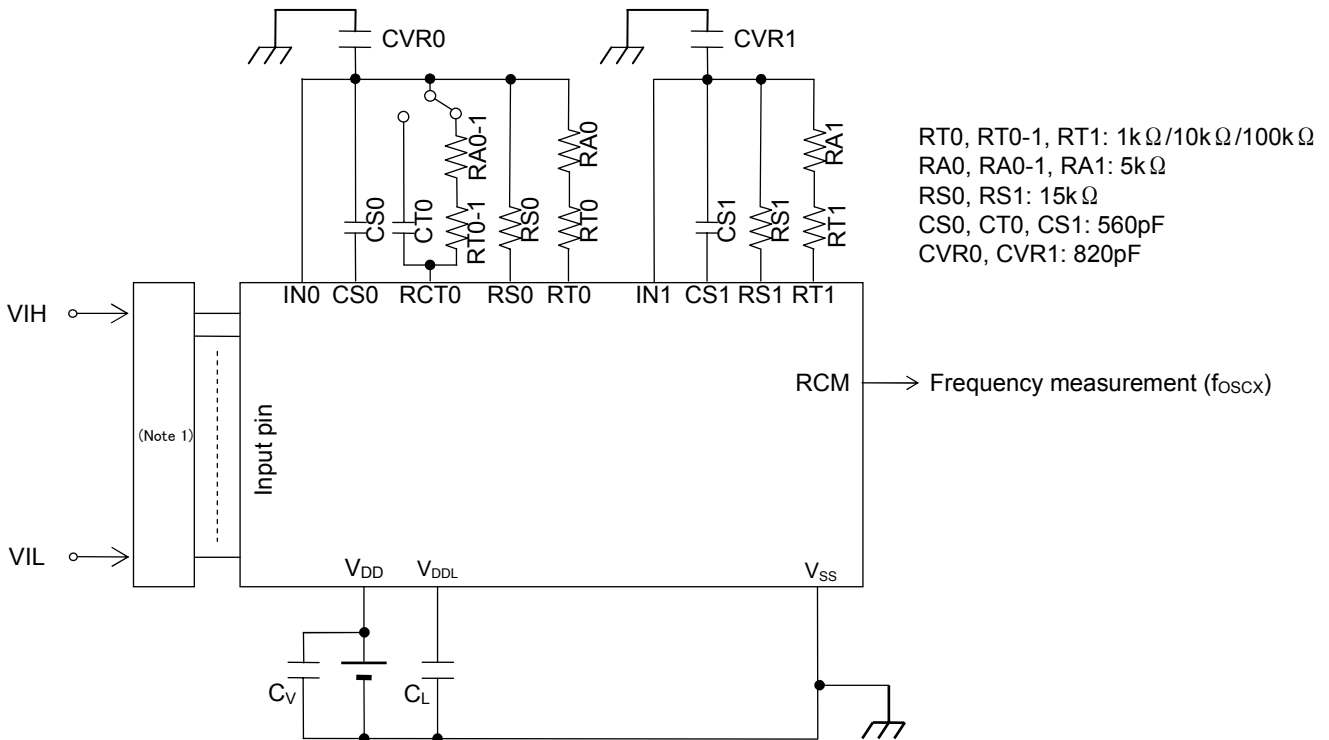 CVR0
CVR1
RA0-1
RA0
RA1
CS0
CT0
RT0-1
RS0
RT0
CS1
RS1
RT1
RT0, RT0-1, RT1: 1kΩ/10kΩ/100kΩ
RA0, RA0-1, RA1: 5kΩ
RS0, RS1: 15kΩ
CS0, CT0, CS1: 560pF
CVR0, CVR1: 820pF
IN0 CS0 RCT0 RS0 RT0 IN1 CS1 RS1 RT1
VIH
RCM
Frequency measurement (fOSCX)
(Note 1)
Input pin
VIL
VDD
VDDL
VSS
CV
CL